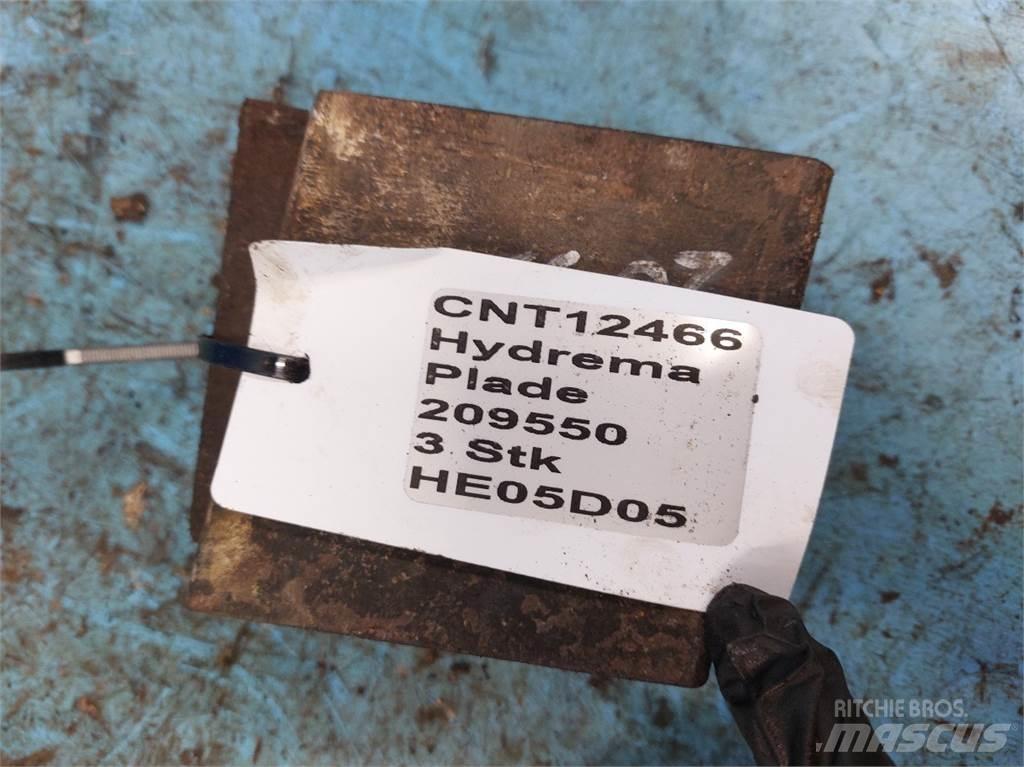 CNT12466
Hydrema
Plade
209550
3 Stk
HE05D05
RITCHIE BROS.
MASCUS